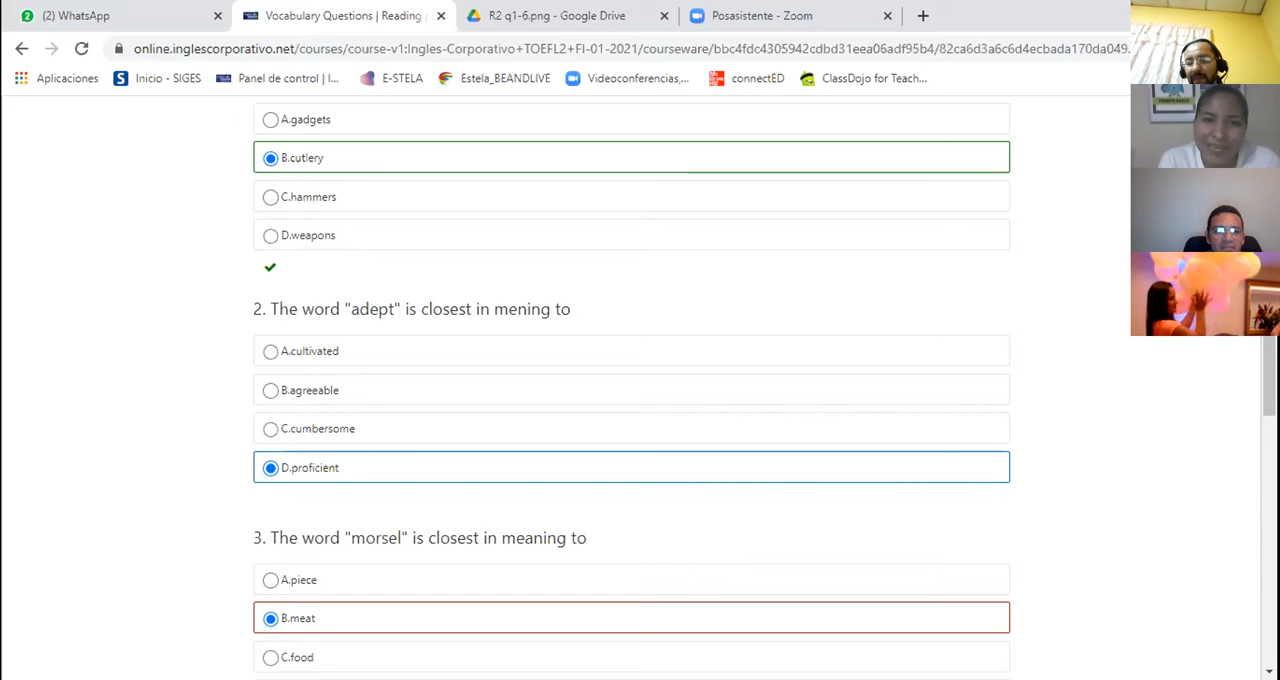 (2) WhatsApp
Vocabulary Questions | Reading
R2 q1-6.png - Google Drive
Posasistente - Zoom
online.inglescorporativo.net/courses/course-v1:Ingles-Corporativo+TOEFL2+FI-01-2021/courseware/bbc4fdc4305942cdbd31eea06adf95b4/82ca6d3a6c6d4ecbada170da049...
Aplicaciones
Inicio - SIGES
Panel de control | I...
E-STELA
Estela_BEANDLIVE
Videoconferencias,...
connectED
ClassDojo for Teach...
A.gadgets
B.cutlery
C.hammers
D.weapons
2. The word "adept" is closest in mening to
A.cultivated
B.agreeable
C.cumbersome
D.proficient
3. The word "morsel" is closest in meaning to
A.piece
B.meat
C.food